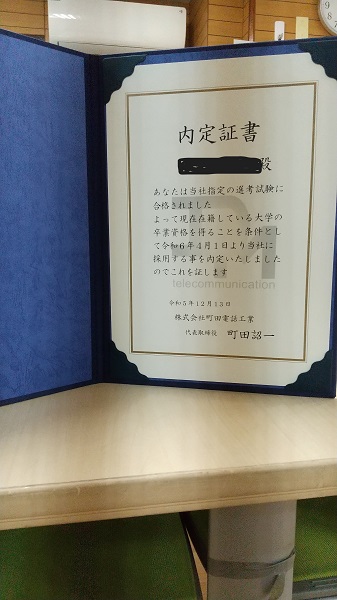 内定証書
殿
あなたは当社指定の選考試験に
合格されました
よって現在在籍している大学の
卒業資格を得ることを条件とし
て令和6年4月1日より当社に
採用する事を内定いたしました
のでこれを証します
telecommunication
令和5年12月13日
株式会社町田電話工業
代表取締役 町田認一
9
8
7